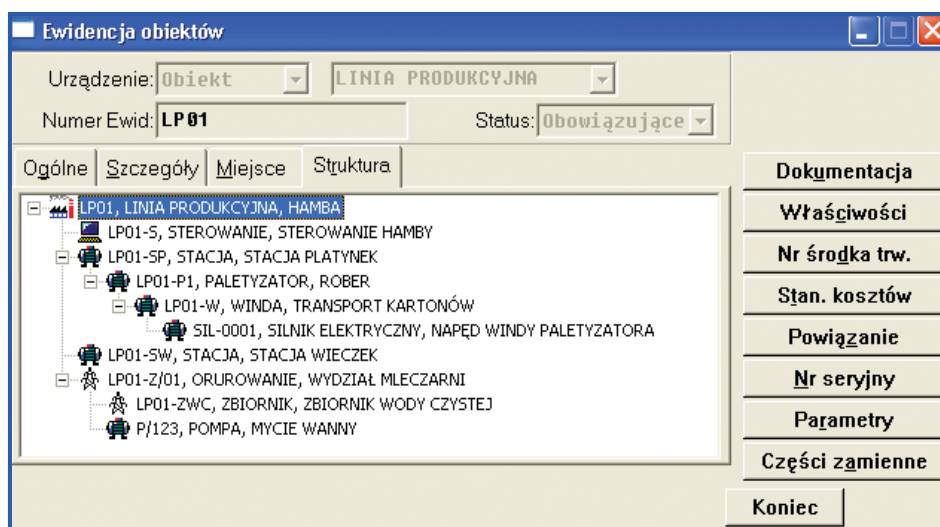 Ewidencja obiektów
Urządzenie: Obiekt LINIA PRODUKCYJNA
Numer Ewid: LP01 Status: Obowiązujące
Ogólne Szczegóły Miejsce Struktura
LP01, LINIA PRODUKCYJNA, HAMBA
LP01-S, STEROWANIE, STEROWANIE HAMBY
LP01-SP, STACJA, STACJA PLATYNEK
LP01-P1, PALETYZATOR, ROBER
LP01-W, WINDA, TRANSPORT KARTONÓW
SIL-0001, SILNIK ELEKTRYCZNY, NAPĘD WINDY PALETYZATORA
LP01-SW, STACJA, STACJA WIECZEK
LP01-Z/01, ORUROWANIE, WYDZIAŁ MLECZARNI
LP01-ZWC, ZBIORNIK, ZBIORNIK WODY CZYSTEJ
P/123, POMPA, MYCIE WANNY
Dokumentacja
Właściwości
Nr środka trw.
Stan. kosztów
Powiązanie
Nr seryjny
Parametry
Części zamienne
Koniec